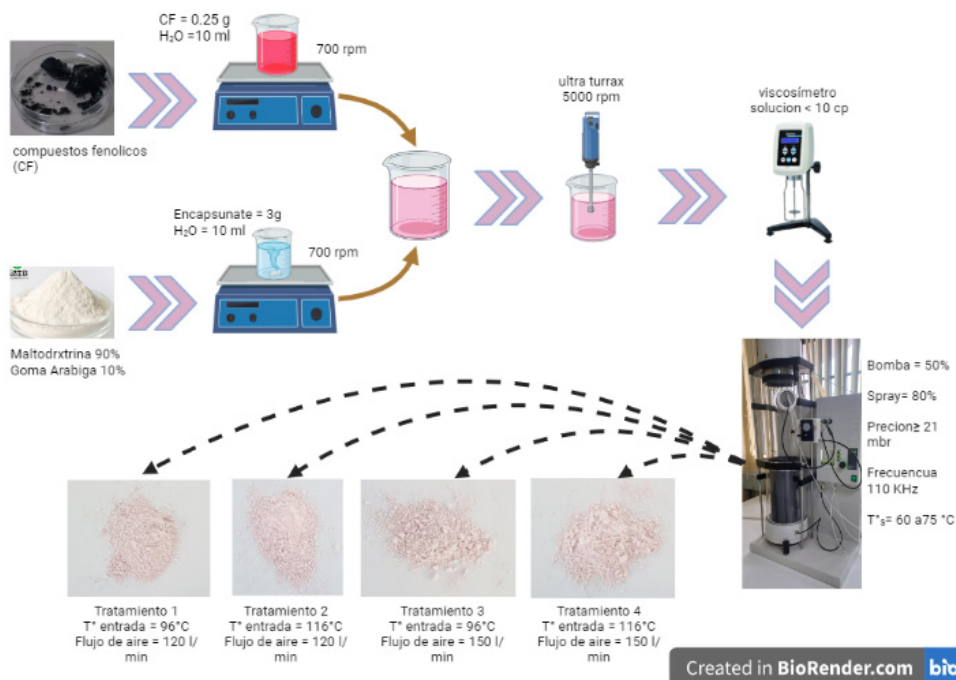 CF = 0.25 g
H₂O =10 ml
700 rpm
compuestos fenolicos
(CF)
ultra turrax
5000 rpm
viscosímetro
solucion < 10 cp
Encapsunate = 3g
H₂O = 10 ml
700 rpm
Maltodrxtrina 90%
Goma Arabiga 10%
Bomba = 50%
Spray= 80%
Precion≥ 21
mbr
Frecuencua
110 KHz
T°s= 60 a75 °C
Tratamiento 1
T° entrada = 96°C
Flujo de aire = 120 l/
min
Tratamiento 2
T° entrada = 116°C
Flujo de aire = 120 l/
min
Tratamiento 3
T° entrada = 96°C
Flujo de aire = 150 l/
min
Tratamiento 4
T° entrada = 116°C
Flujo de aire = 150 l/
min
Created in BioRender.com bio